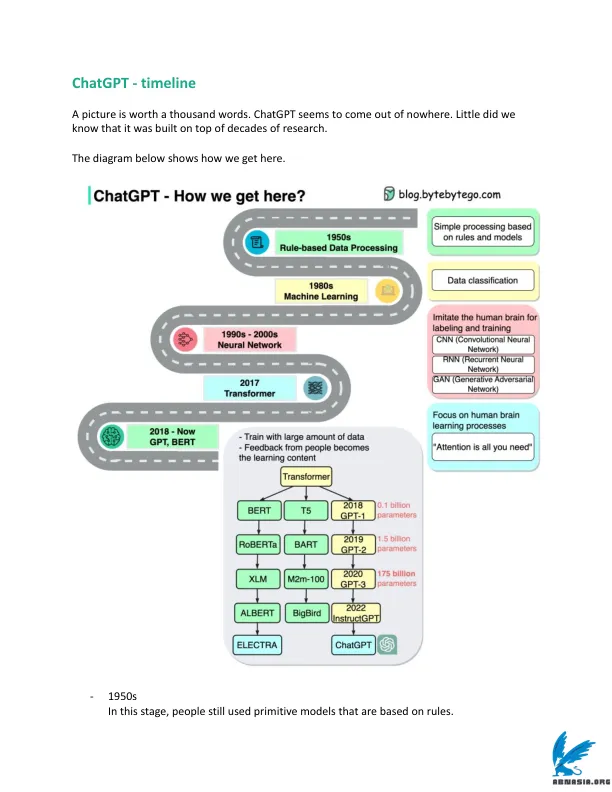 ChatGPT - timeline
A picture is worth a thousand words. ChatGPT seems to come out of nowhere. Little did we
know that it was built on top of decades of research.
The diagram below shows how we get here.
ChatGPT - How we get here?
blog.bytebytego.com
1950s
Rule-based Data Processing
Simple processing based
on rules and models
1980s
Machine Learning
Data classification
1990s - 2000s
Neural Network
Imitate the human brain for
labeling and training
CNN (Convolutional Neural
Network)
RNN (Recurrent Neural
Network)
GAN (Generative Adversarial
Network)
2017
Transformer
Focus on human brain
learning processes
"Attention is all you need"
2018 - Now
GPT, BERT
- Train with large amount of data
- Feedback from people becomes
the learning content
Transformer
BERT
T5
2018
GPT-1
0.1 billion
parameters
RoBERTa
BART
2019
GPT-2
1.5 billion
parameters
XLM
M2m-100
2020
GPT-3
175 billion
parameters
ALBERT
BigBird
2022
InstructGPT
ELECTRA
ChatGPT
- 1950s
In this stage, people still used primitive models that are based on rules.
ABNASIA.ORG